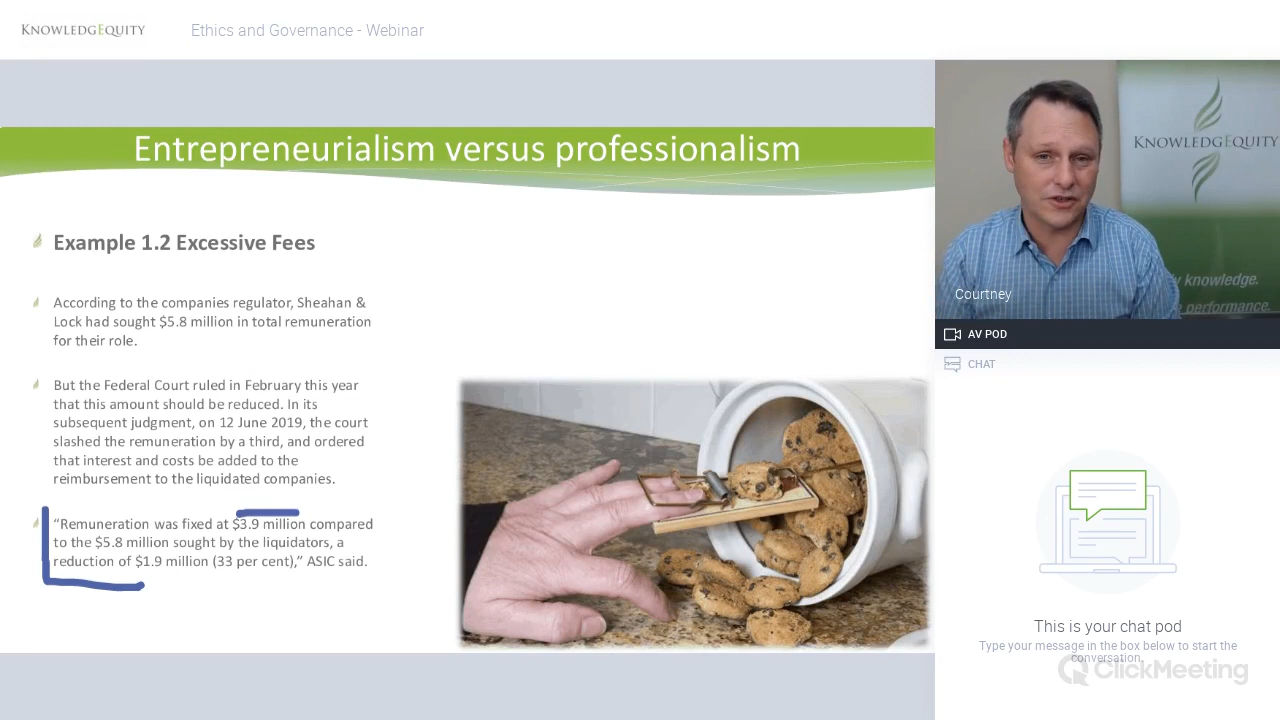 KNOWLEDGEQUITY
Ethics and Governance - Webinar
Entrepreneurialism versus professionalism
Example 1.2 Excessive Fees
According to the companies regulator, Sheahan &
Lock had sought $5.8 million in total remuneration
for their role.
But the Federal Court ruled in February this year
that this amount should be reduced. In its
subsequent judgment, on 12 June 2019, the court
slashed the remuneration by a third, and ordered
that interest and costs be added to the
reimbursement to the liquidated companies.
“Remuneration was fixed at $3.9 million compared
to the $5.8 million sought by the liquidators, a
reduction of $1.9 million (33 per cent),” ASIC said.
KNOWLEDGEQUITY
y knowledge.
e performance.
Courtney
AV POD
CHAT
This is your chat pod
Type your message in the box below to start the
conversation.
ClickMeeting